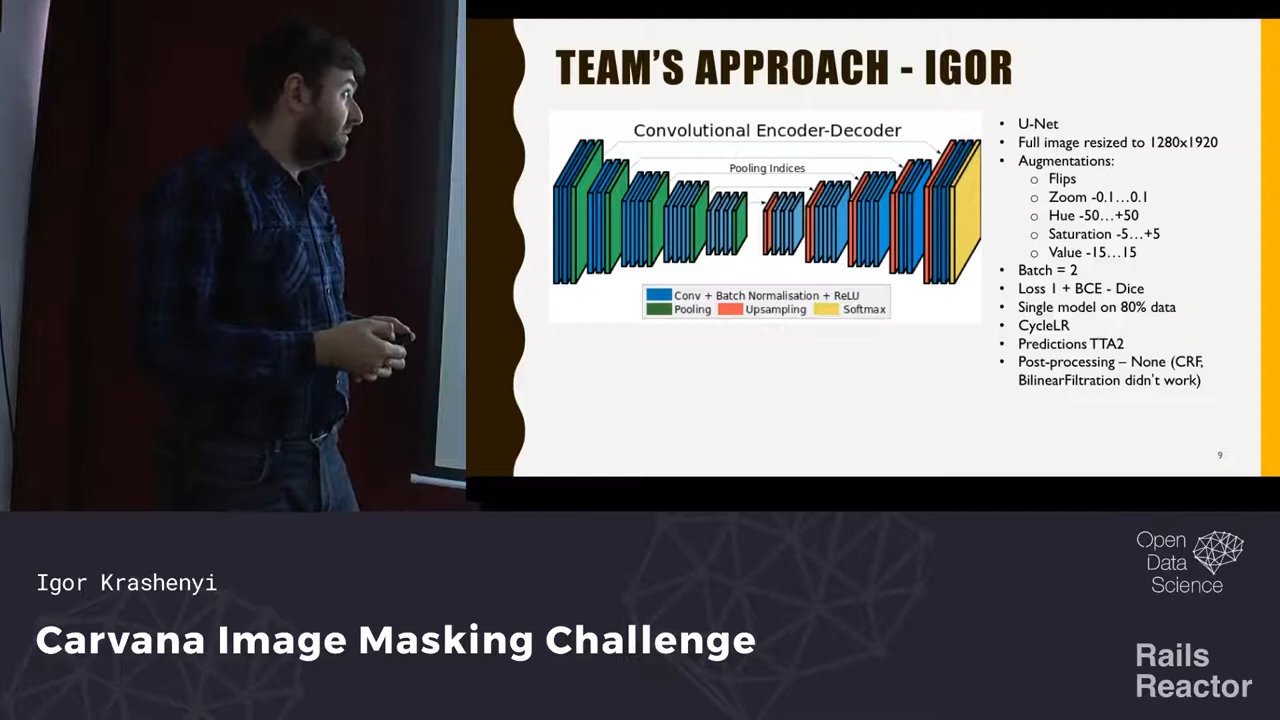 TEAM'S APPROACH - IGOR
Convolutional Encoder-Decoder
Pooling Indices
Conv + Batch Normalisation + ReLU
Pooling Upsampling Softmax
• U-Net
• Full image resized to 1280x1920
• Augmentations:
o Flips
o Zoom -0.1...0.1
o Hue -50...+50
o Saturation -5...+5
o Value -15...15
• Batch = 2
• Loss 1 + BCE - Dice
• Single model on 80% data
• CycleLR
• Predictions TTA2
• Post-processing – None (CRF,
BilinearFiltration didn't work)
9
Igor Krashenyi
Carvana Image Masking Challenge
Open
Data
Science
Rails
Reactor